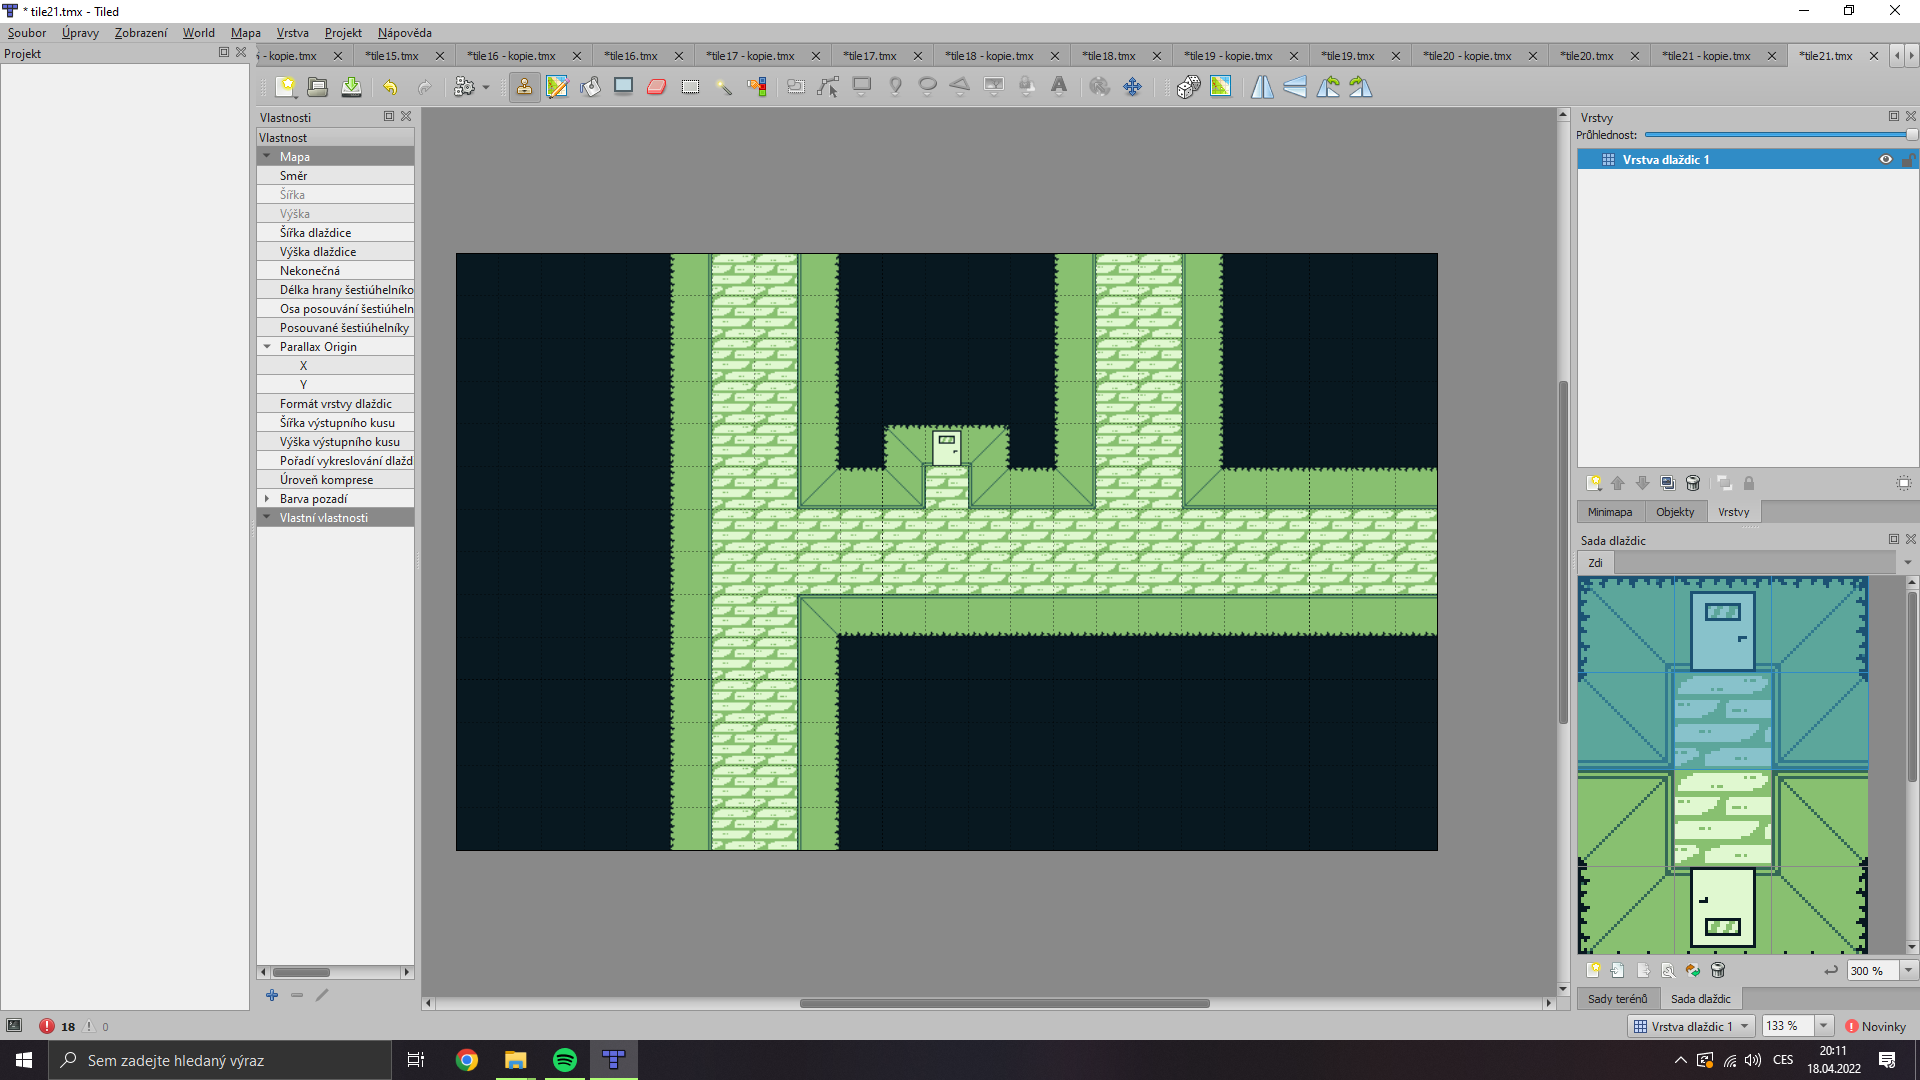 * tile21.tmx - Tiled
Soubor Úpravy Zobrazení World Mapa Vrstva Projekt Nápověda
Projekt
- kopie.tmx *tile15.tmx *tile16 - kopie.tmx *tile16.tmx *tile17 - kopie.tmx *tile17.tmx *tile18 - kopie.tmx *tile18.tmx *tile19 - kopie.tmx *tile19.tmx *tile20 - kopie.tmx *tile20.tmx *tile21 - kopie.tmx *tile21.tmx
Vlastnosti
Vlastnost
Mapa
Směr
Šířka
Výška
Šířka dlaždice
Výška dlaždice
Nekonečná
Délka hrany šestiúhelníko
Osa posouvání šestiúheln
Posouvané šestiúhelníky
Parallax Origin
X
Y
Formát vrstvy dlaždic
Šířka výstupního kusu
Výška výstupního kusu
Pořadí vykreslování dlažd
Úroveň komprese
Barva pozadí
Vlastní vlastnosti
Vrstvy
Průhlednost:
Vrstva dlaždic 1
Minimapa Objekty Vrstvy
Sada dlaždic
Zdi
300 %
Sady terénů Sada dlaždic
18 0
Vrstva dlaždic 1 133 % Novinky
Sem zadejte hledaný výraz
CES
20:11
18.04.2022